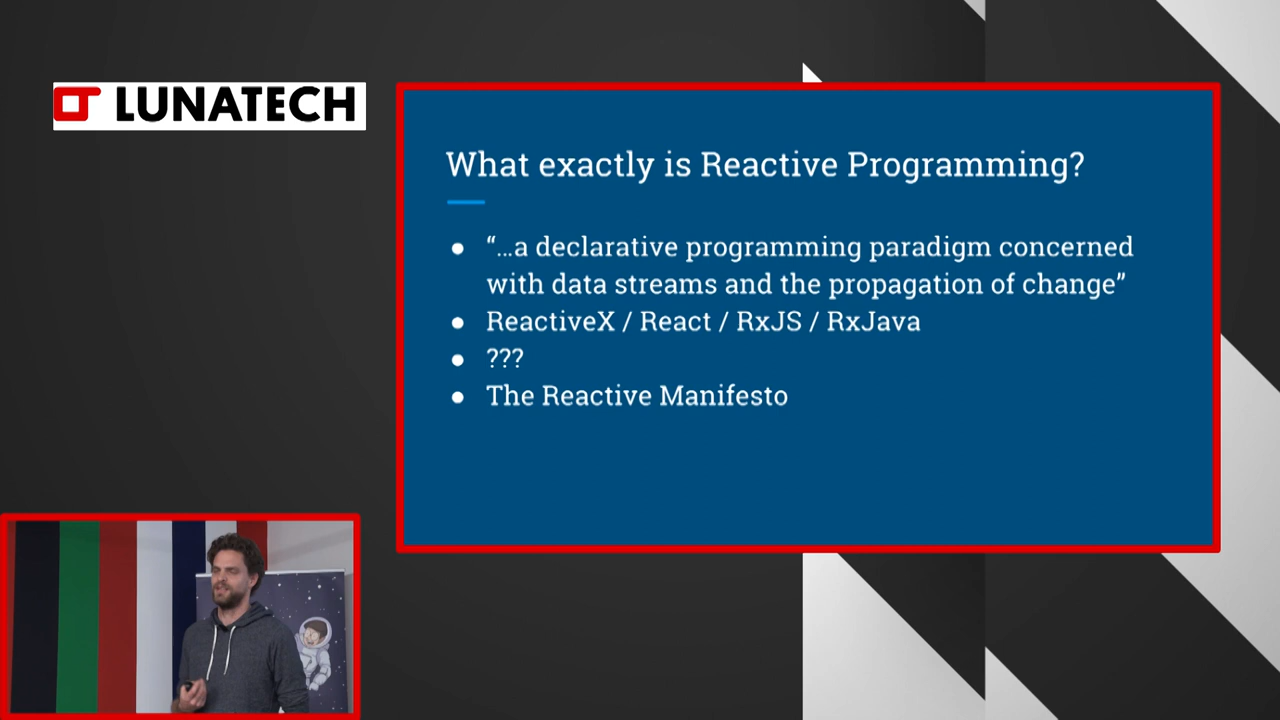 LUNATECH
What exactly is Reactive Programming?
“...a declarative programming paradigm concerned
with data streams and the propagation of change”
ReactiveX / React / RxJS / RxJava
???
The Reactive Manifesto